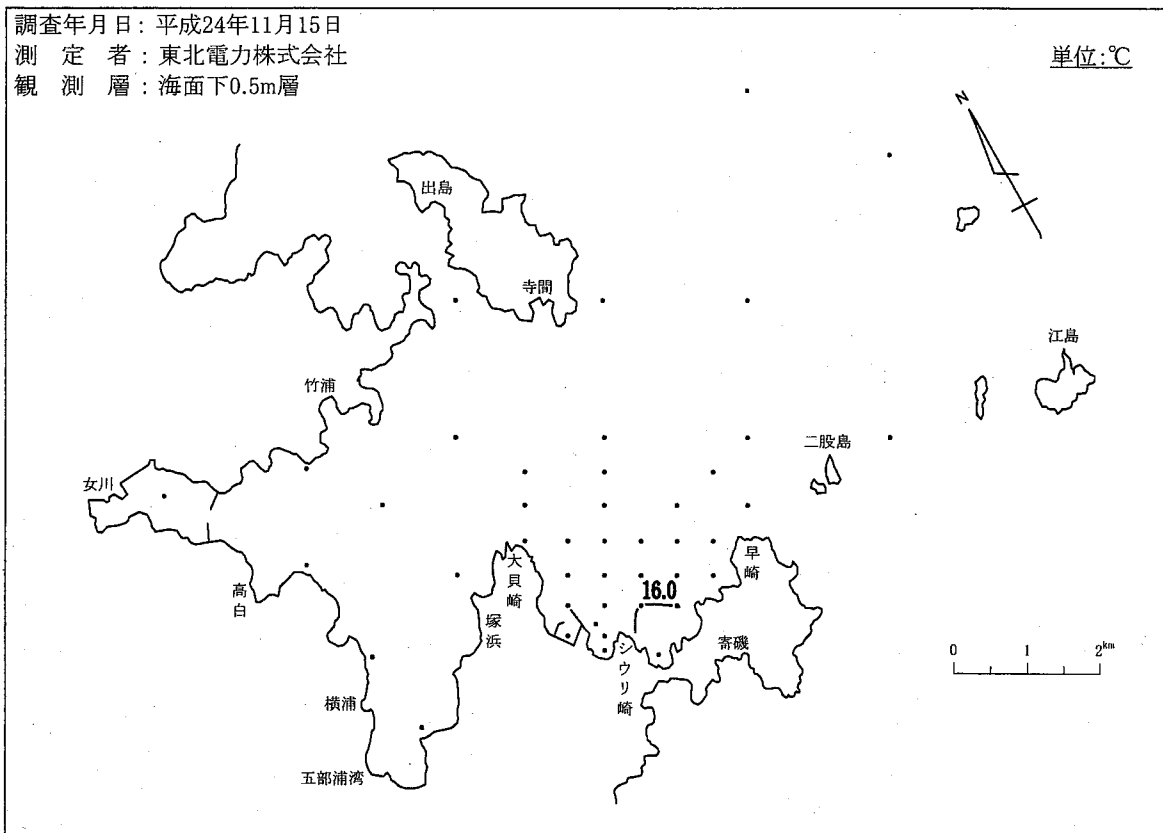 調査年月日：平成24年11月15日
測　定　者：東北電力株式会社
観　測　層：海面下0.5m層
単位：℃
N
出島
寺間
江島
竹浦
二股島
女川
大貝崎
早崎
高白
16.0
塚浜
寄磯
シウリ崎
0 1 2km
横浦
五部浦湾